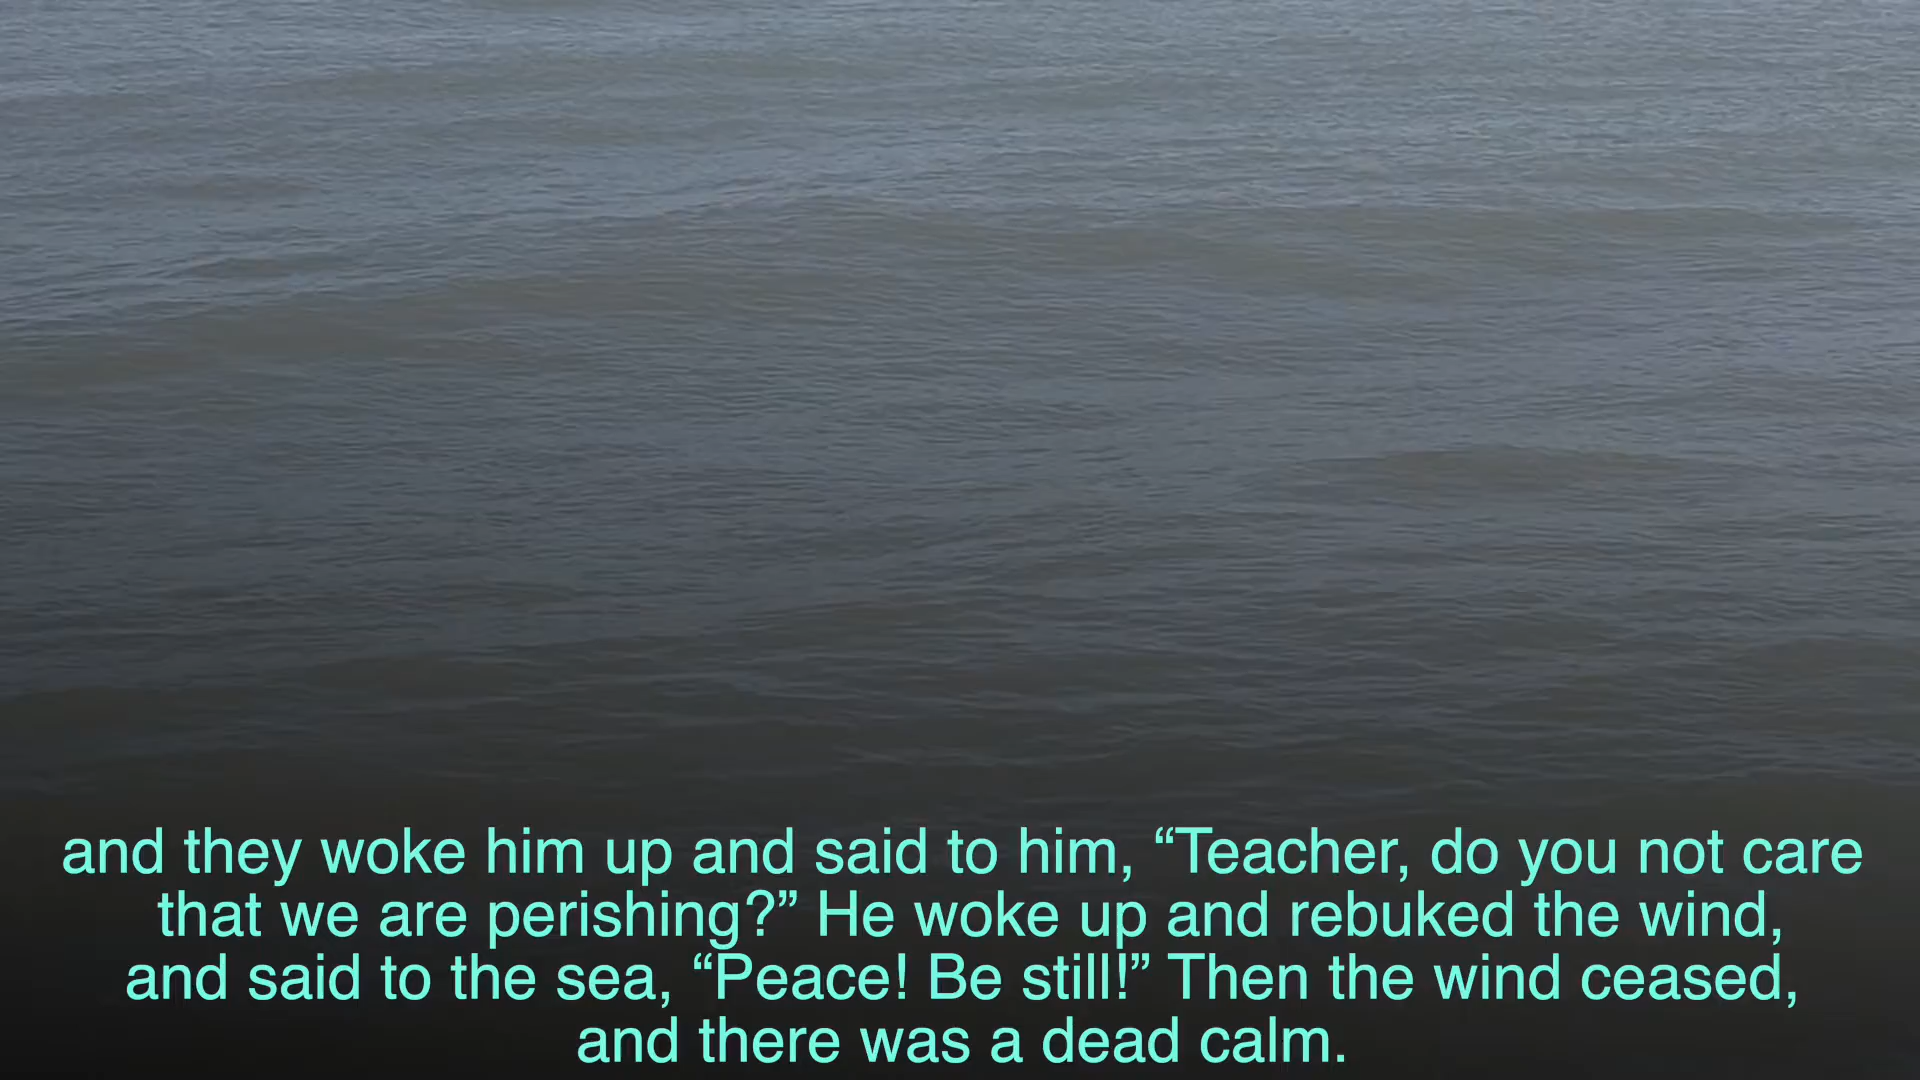 and they woke him up and said to him, “Teacher, do you not care
that we are perishing?” He woke up and rebuked the wind,
and said to the sea, “Peace! Be still!” Then the wind ceased,
and there was a dead calm.